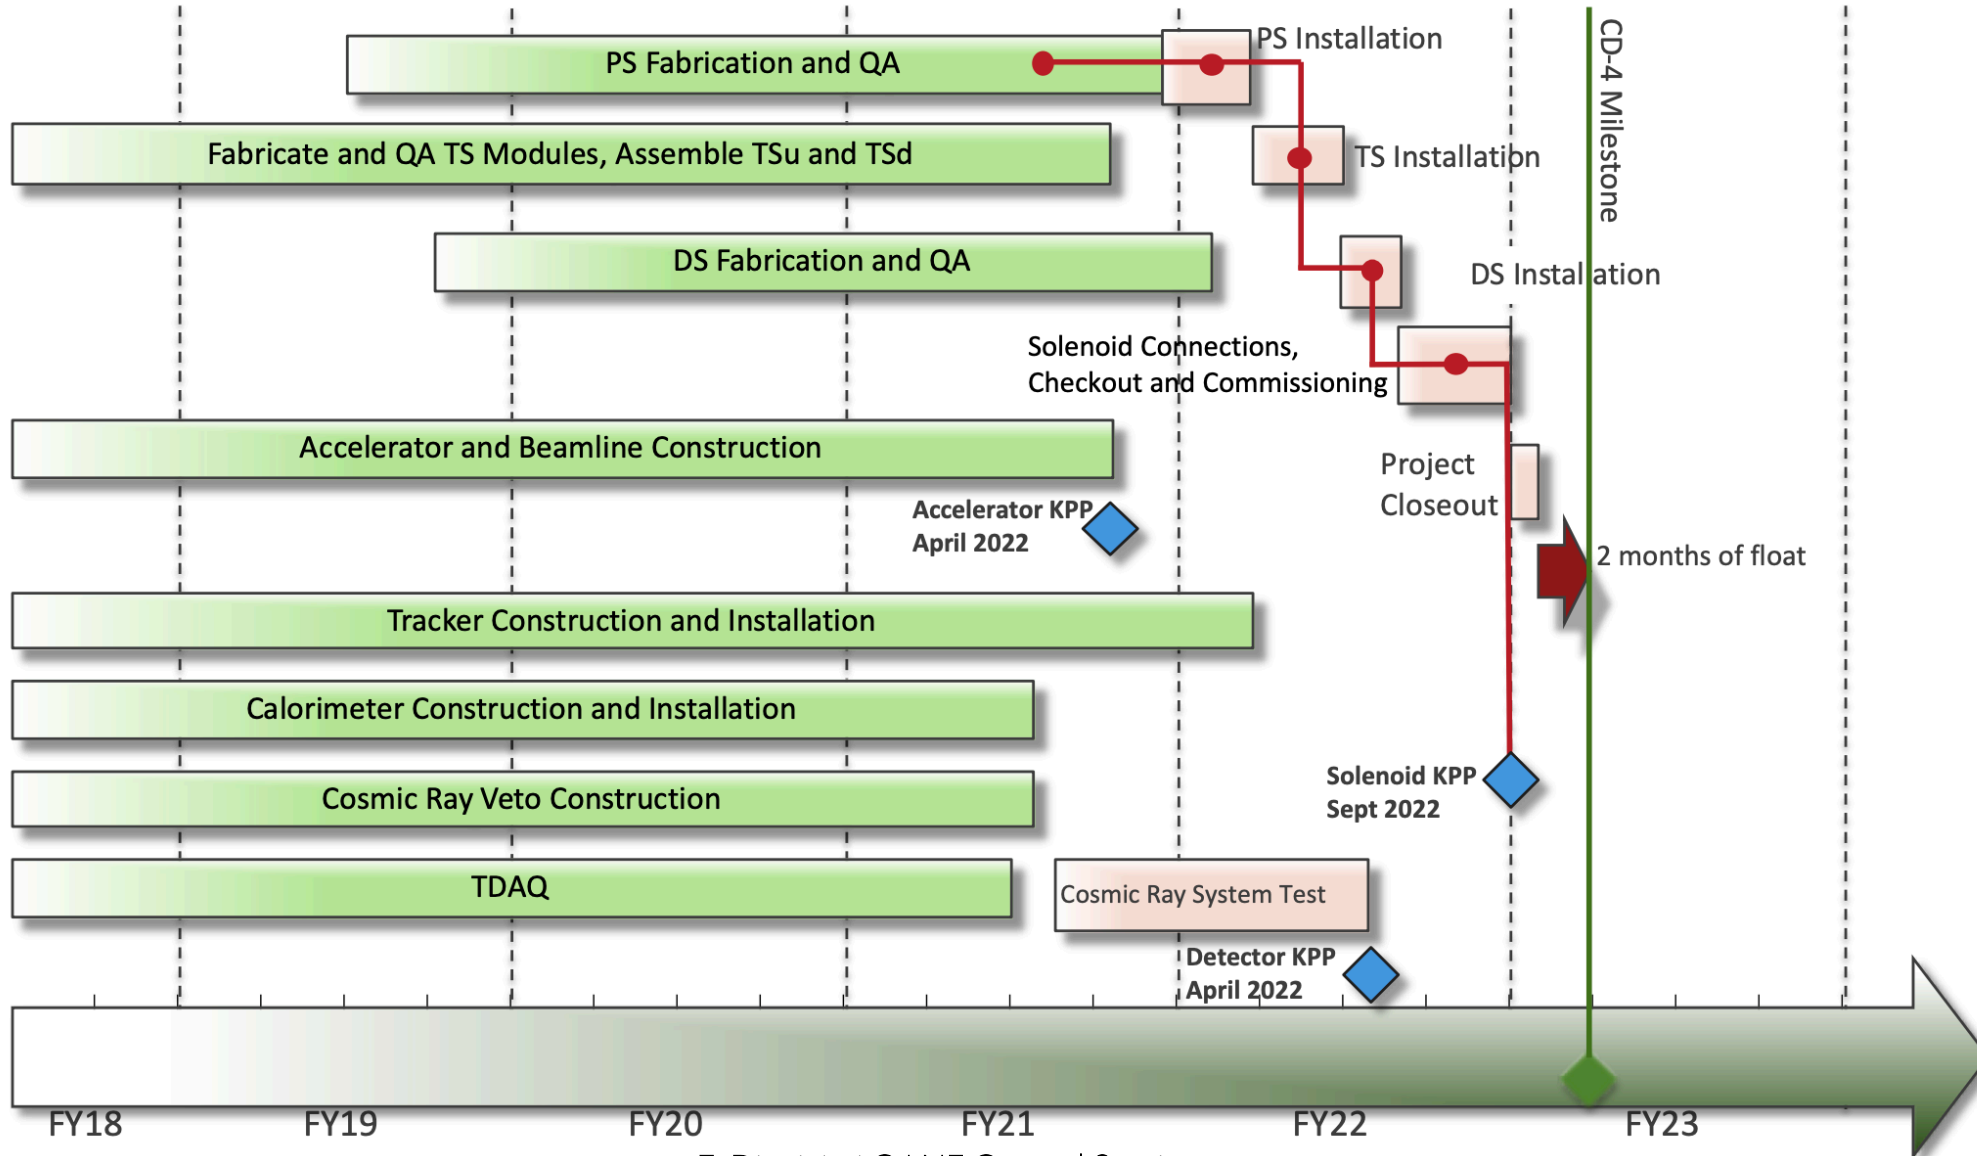 PS Installation
PS Fabrication and QA
CD-4 Milestone
Fabricate and QA TS Modules, Assemble TSu and TSd
TS Installation
DS Fabrication and QA
DS Installation
Solenoid Connections,
Checkout and Commissioning
Accelerator and Beamline Construction
Project
Closeout
Accelerator KPP
April 2022
2 months of float
Tracker Construction and Installation
Calorimeter Construction and Installation
Solenoid KPP
Sept 2022
Cosmic Ray Veto Construction
TDAQ
Cosmic Ray System Test
Detector KPP
April 2022
FY18 FY19 FY20 FY21 FY22 FY23